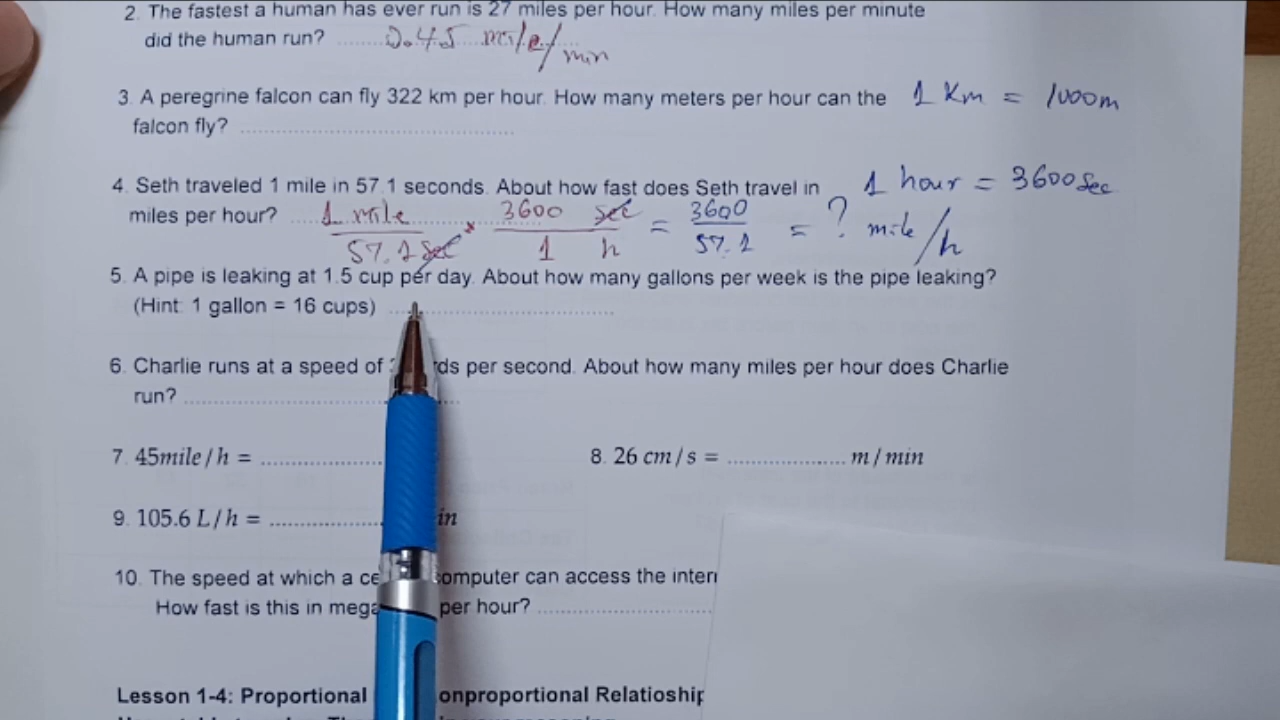 2. The fastest a human has ever run is 27 miles per hour. How many miles per minute
did the human run? 0.45 mile/min
3. A peregrine falcon can fly 322 km per hour. How many meters per hour can the 1 Km = 1000m
falcon fly?
4. Seth traveled 1 mile in 57.1 seconds. About how fast does Seth travel in 1 hour = 3600 sec
miles per hour? 1 mile / 57.1 sec * 3600 sec / 1 h = 3600 / 57.1 = ? mile/h
5. A pipe is leaking at 1.5 cup per day. About how many gallons per week is the pipe leaking?
(Hint: 1 gallon = 16 cups)
6. Charlie runs at a speed of rds per second. About how many miles per hour does Charlie
run?
7. 45mile/h =
8. 26 cm/s = m/min
9. 105.6 L/h = in
10. The speed at which a ce omputer can access the inter
How fast is this in mega per hour?
Lesson 1-4: Proportional onproportional Relatioship